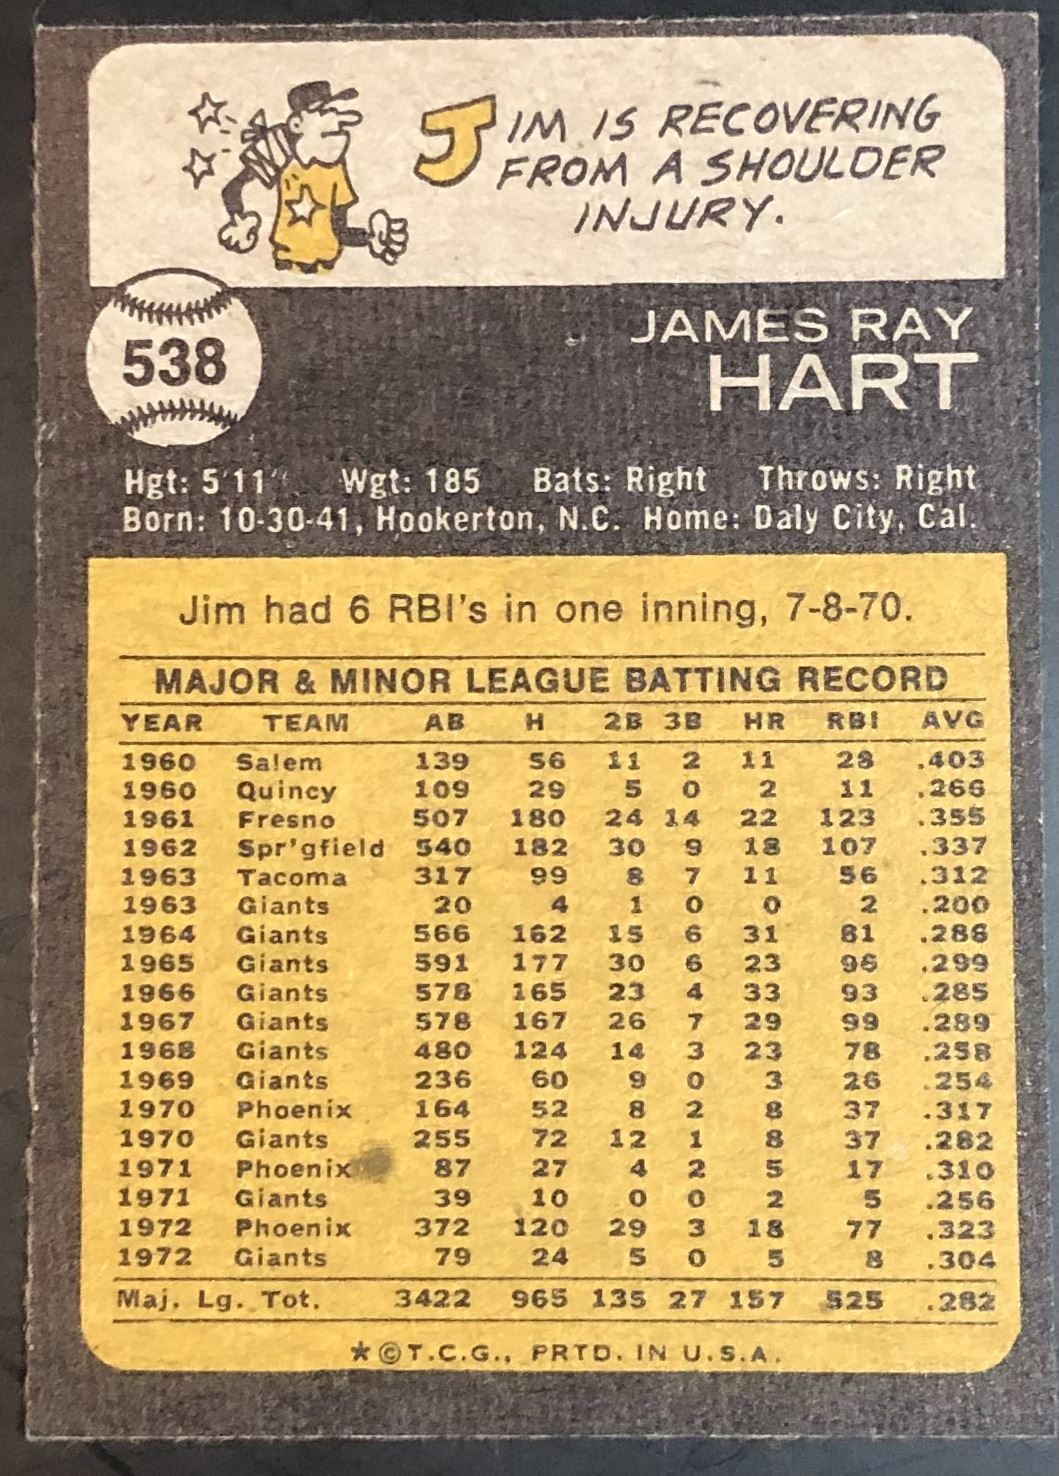 JIM IS RECOVERING
FROM A SHOULDER
INJURY.
538
JAMES RAY
HART
Hgt: 5'11" Wgt: 185 Bats: Right Throws: Right
Born: 10-30-41, Hookerton, N.C. Home: Daly City, Cal.
Jim had 6 RBI's in one inning, 7-8-70.
MAJOR & MINOR LEAGUE BATTING RECORD
YEAR TEAM AB H 2B 3B HR RBI AVG
1960 Salem 139 56 11 2 11 28 .403
1960 Quincy 109 29 5 0 2 11 .266
1961 Fresno 507 180 24 14 22 123 .355
1962 Spr'gfield 540 182 30 9 18 107 .337
1963 Tacoma 317 99 8 7 11 56 .312
1963 Giants 20 4 1 0 0 2 .200
1964 Giants 566 162 15 6 31 81 .286
1965 Giants 591 177 30 6 23 96 .299
1966 Giants 578 165 23 4 33 93 .285
1967 Giants 578 167 26 7 29 99 .289
1968 Giants 480 124 14 3 23 78 .258
1969 Giants 236 60 9 0 3 26 .254
1970 Phoenix 164 52 8 2 8 37 .317
1970 Giants 255 72 12 1 8 37 .282
1971 Phoenix 87 27 4 2 5 17 .310
1971 Giants 39 10 0 0 2 5 .256
1972 Phoenix 372 120 29 3 18 77 .323
1972 Giants 79 24 5 0 5 8 .304
Maj. Lg. Tot. 3422 965 135 27 157 525 .282
★©T.C.G., PRTD. IN U.S.A.